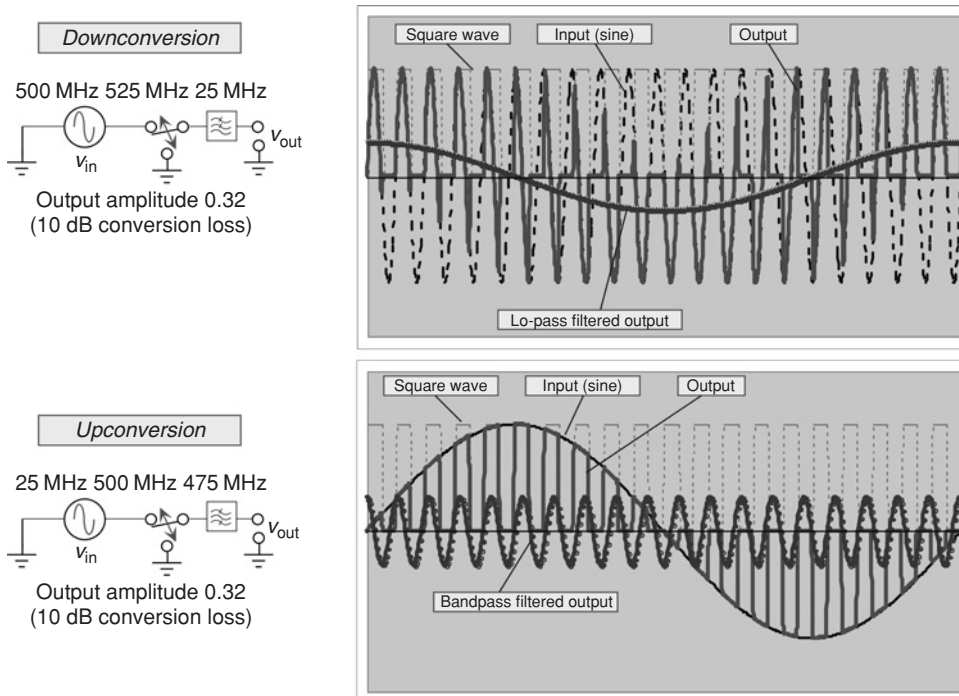 Downconversion
500 MHz 525 MHz 25 MHz
v_in
v_out
Output amplitude 0.32
(10 dB conversion loss)
Square wave
Input (sine)
Output
Lo-pass filtered output
Upconversion
25 MHz 500 MHz 475 MHz
v_in
v_out
Output amplitude 0.32
(10 dB conversion loss)
Square wave
Input (sine)
Output
Bandpass filtered output